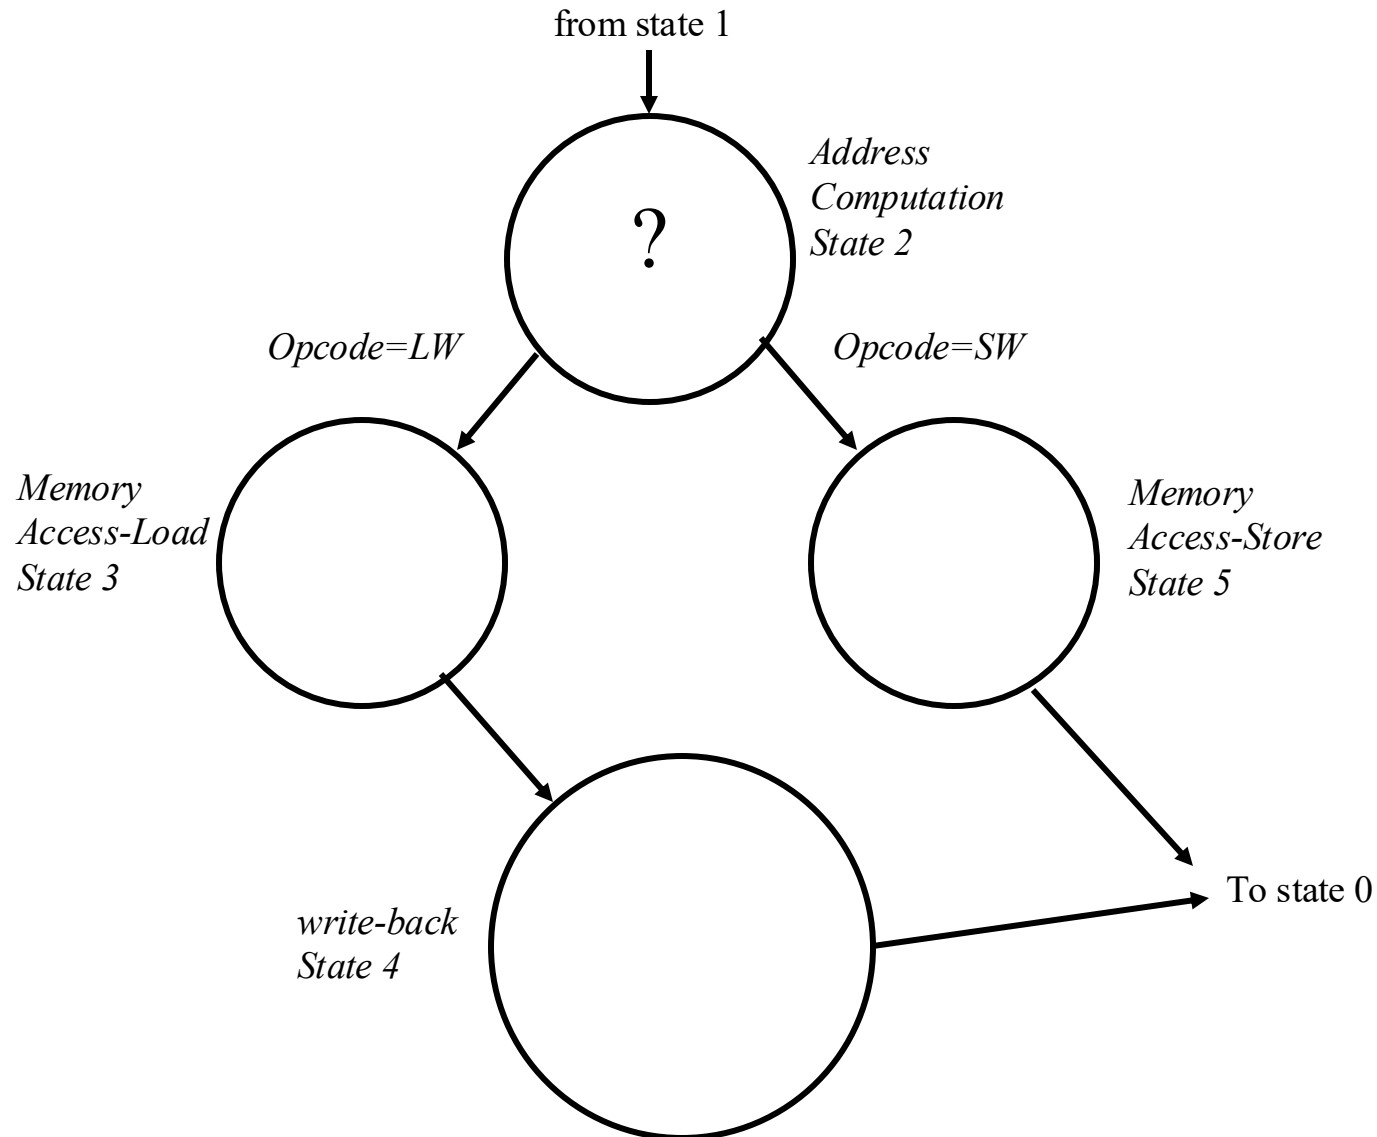 from state 1
Address
Computation
State 2
?
Opcode=LW
Opcode=SW
Memory
Access-Load
State 3
Memory
Access-Store
State 5
To state 0
write-back
State 4